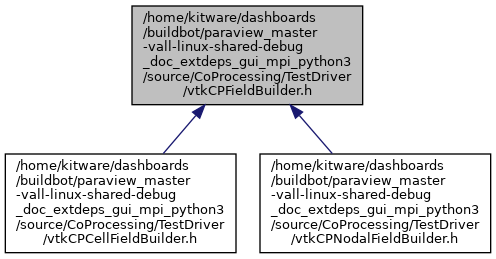 /home/kitware/dashboards
/buildbot/paraview_master
-vall-linux-shared-debug
_doc_extdeps_gui_mpi_python3
/source/CoProcessing/TestDriver
/vtkCPFieldBuilder.h
/home/kitware/dashboards
/buildbot/paraview_master
-vall-linux-shared-debug
_doc_extdeps_gui_mpi_python3
/source/CoProcessing/TestDriver
/vtkCPCellFieldBuilder.h
/home/kitware/dashboards
/buildbot/paraview_master
-vall-linux-shared-debug
_doc_extdeps_gui_mpi_python3
/source/CoProcessing/TestDriver
/vtkCPNodalFieldBuilder.h